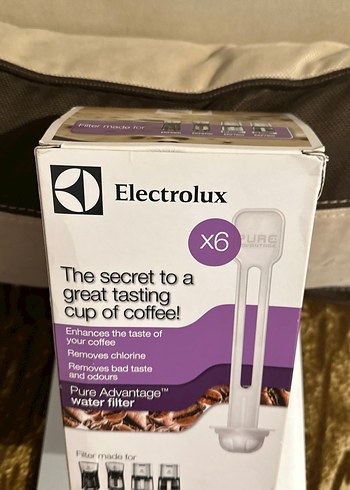 Filter made for
Electrolux
x6
PURE
ADVANTAGE
The secret to a
great tasting
cup of coffee!
Enhances the taste of
your coffee
Removes chlorine
Removes bad taste
and odours
Pure Advantage™
water filter
Filter made for